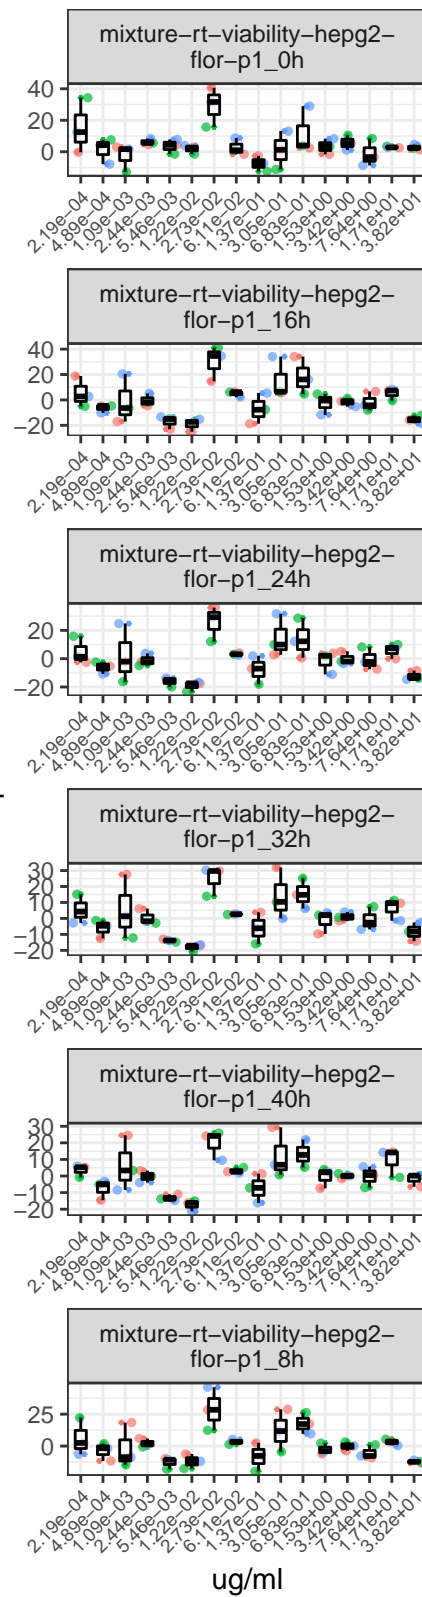 mixture−rt−viability−hepg2−
flor−p1_0h
40
20
0
2.19e−04
4.89e−04
1.09e−03
2.44e−03
5.46e−03
1.22e−02
2.73e−02
6.11e−02
1.37e−01
3.05e−01
6.83e−01
1.53e+00
3.42e+00
7.64e+00
1.71e+01
3.82e+01
mixture−rt−viability−hepg2−
flor−p1_16h
40
20
0
−20
2.19e−04
4.89e−04
1.09e−03
2.44e−03
5.46e−03
1.22e−02
2.73e−02
6.11e−02
1.37e−01
3.05e−01
6.83e−01
1.53e+00
3.42e+00
7.64e+00
1.71e+01
3.82e+01
mixture−rt−viability−hepg2−
flor−p1_24h
20
0
−20
2.19e−04
4.89e−04
1.09e−03
2.44e−03
5.46e−03
1.22e−02
2.73e−02
6.11e−02
1.37e−01
3.05e−01
6.83e−01
1.53e+00
3.42e+00
7.64e+00
1.71e+01
3.82e+01
mixture−rt−viability−hepg2−
flor−p1_32h
30
20
10
0
−10
−20
2.19e−04
4.89e−04
1.09e−03
2.44e−03
5.46e−03
1.22e−02
2.73e−02
6.11e−02
1.37e−01
3.05e−01
6.83e−01
1.53e+00
3.42e+00
7.64e+00
1.71e+01
3.82e+01
mixture−rt−viability−hepg2−
flor−p1_40h
30
20
10
0
−10
−20
2.19e−04
4.89e−04
1.09e−03
2.44e−03
5.46e−03
1.22e−02
2.73e−02
6.11e−02
1.37e−01
3.05e−01
6.83e−01
1.53e+00
3.42e+00
7.64e+00
1.71e+01
3.82e+01
mixture−rt−viability−hepg2−
flor−p1_8h
25
0
2.19e−04
4.89e−04
1.09e−03
2.44e−03
5.46e−03
1.22e−02
2.73e−02
6.11e−02
1.37e−01
3.05e−01
6.83e−01
1.53e+00
3.42e+00
7.64e+00
1.71e+01
3.82e+01
ug/ml